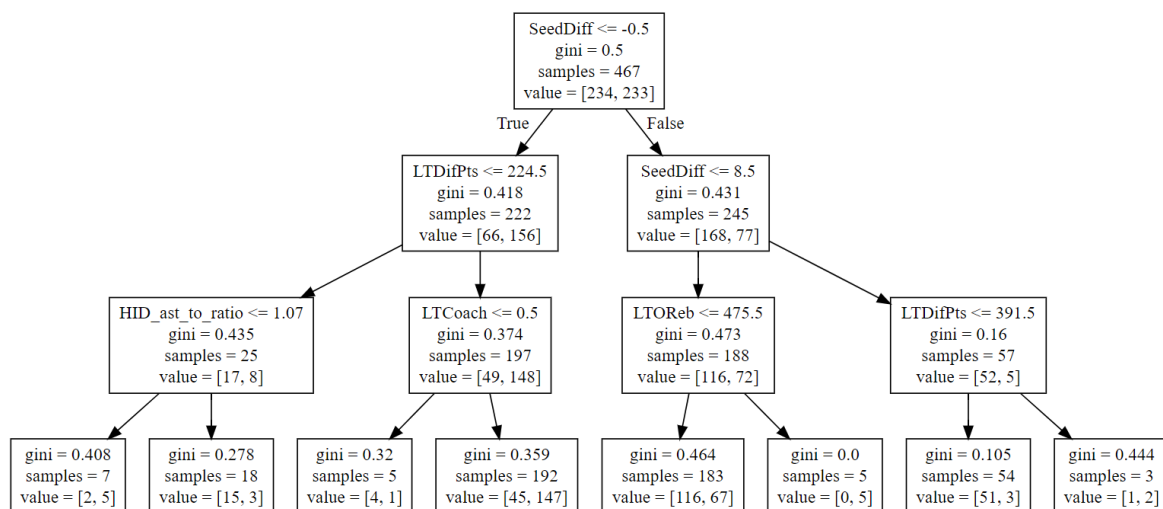 SeedDiff <= -0.5
gini = 0.5
samples = 467
value = [234, 233]
True
False
LTDifPts <= 224.5
gini = 0.418
samples = 222
value = [66, 156]
SeedDiff <= 8.5
gini = 0.431
samples = 245
value = [168, 77]
HID_ast_to_ratio <= 1.07
gini = 0.435
samples = 25
value = [17, 8]
LTCoach <= 0.5
gini = 0.374
samples = 197
value = [49, 148]
LTOReb <= 475.5
gini = 0.473
samples = 188
value = [116, 72]
LTDifPts <= 391.5
gini = 0.16
samples = 57
value = [52, 5]
gini = 0.408
samples = 7
value = [2, 5]
gini = 0.278
samples = 18
value = [15, 3]
gini = 0.32
samples = 5
value = [4, 1]
gini = 0.359
samples = 192
value = [45, 147]
gini = 0.464
samples = 183
value = [116, 67]
gini = 0.0
samples = 5
value = [0, 5]
gini = 0.105
samples = 54
value = [51, 3]
gini = 0.444
samples = 3
value = [1, 2]